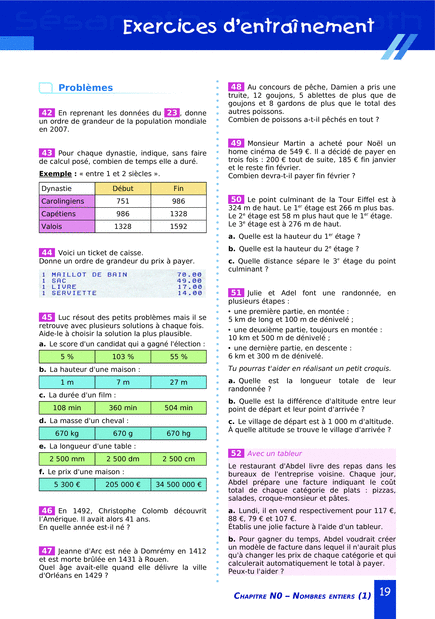 Exercices d'entraînement
Problèmes
42 En reprenant les données du 23, donne
un ordre de grandeur de la population mondiale
en 2007.
43 Pour chaque dynastie, indique, sans faire
de calcul posé, combien de temps elle a duré.
Exemple : « entre 1 et 2 siècles ».
Dynastie Début Fin
Carolingiens 751 986
Capétiens 986 1328
Valois 1328 1592
44 Voici un ticket de caisse.
Donne un ordre de grandeur du prix à payer.
1 MAILLOT DE BAIN 70.00
1 SAC 49.00
1 LIVRE 17.00
1 SERVIETTE 14.00
45 Luc résout des petits problèmes mais il se
retrouve avec plusieurs solutions à chaque fois.
Aide-le à choisir la solution la plus plausible.
a. Le score d'un candidat qui a gagné l'élection :
5 % 103 % 55 %
b. La hauteur d'une maison :
1 m 7 m 27 m
c. La durée d'un film :
108 min 360 min 504 min
d. La masse d'un cheval :
670 kg 670 g 670 hg
e. La longueur d'une table :
2 500 mm 2 500 dm 2 500 cm
f. Le prix d'une maison :
5 300 € 205 000 € 34 500 000 €
46 En 1492, Christophe Colomb découvrit
l'Amérique. Il avait alors 41 ans.
En quelle année est-il né ?
47 Jeanne d'Arc est née à Domrémy en 1412
et est morte brûlée en 1431 à Rouen.
Quel âge avait-elle quand elle délivre la ville
d'Orléans en 1429 ?
48 Au concours de pêche, Damien a pris une
truite, 12 goujons, 5 ablettes de plus que de
goujons et 8 gardons de plus que le total des
autres poissons.
Combien de poissons a-t-il pêchés en tout ?
49 Monsieur Martin a acheté pour Noël un
home cinéma de 549 €. Il a décidé de payer en
trois fois : 200 € tout de suite, 185 € fin janvier
et le reste fin février.
Combien devra-t-il payer fin février ?
50 Le point culminant de la Tour Eiffel est à
324 m de haut. Le 1er étage est 266 m plus bas.
Le 2e étage est 58 m plus haut que le 1er étage.
Le 3e étage est à 276 m de haut.
a. Quelle est la hauteur du 1er étage ?
b. Quelle est la hauteur du 2e étage ?
c. Quelle distance sépare le 3e étage du point
culminant ?
51 Julie et Adel font une randonnée, en
plusieurs étapes :
• une première partie, en montée :
5 km de long et 100 m de dénivelé ;
• une deuxième partie, toujours en montée :
10 km et 500 m de dénivelé ;
• une dernière partie, en descente :
6 km et 300 m de dénivelé.
Tu pourras t'aider en réalisant un petit croquis.
a. Quelle est la longueur totale de leur
randonnée ?
b. Quelle est la différence d'altitude entre leur
point de départ et leur point d'arrivée ?
c. Le village de départ est à 1 000 m d'altitude.
À quelle altitude se trouve le village d'arrivée ?
52 Avec un tableur
Le restaurant d'Abdel livre des repas dans les
bureaux de l'entreprise voisine. Chaque jour,
Abdel prépare une facture indiquant le coût
total de chaque catégorie de plats : pizzas,
salades, croque-monsieur et pâtes.
a. Lundi, il en vend respectivement pour 117 €,
88 €, 79 € et 107 €.
Établis une jolie facture à l'aide d'un tableur.
b. Pour gagner du temps, Abdel voudrait créer
un modèle de facture dans lequel il n'aurait plus
qu'à changer les prix de chaque catégorie et qui
calculerait automatiquement le total à payer.
Peux-tu l'aider ?
CHAPITRE N0 – NOMBRES ENTIERS (1) 19